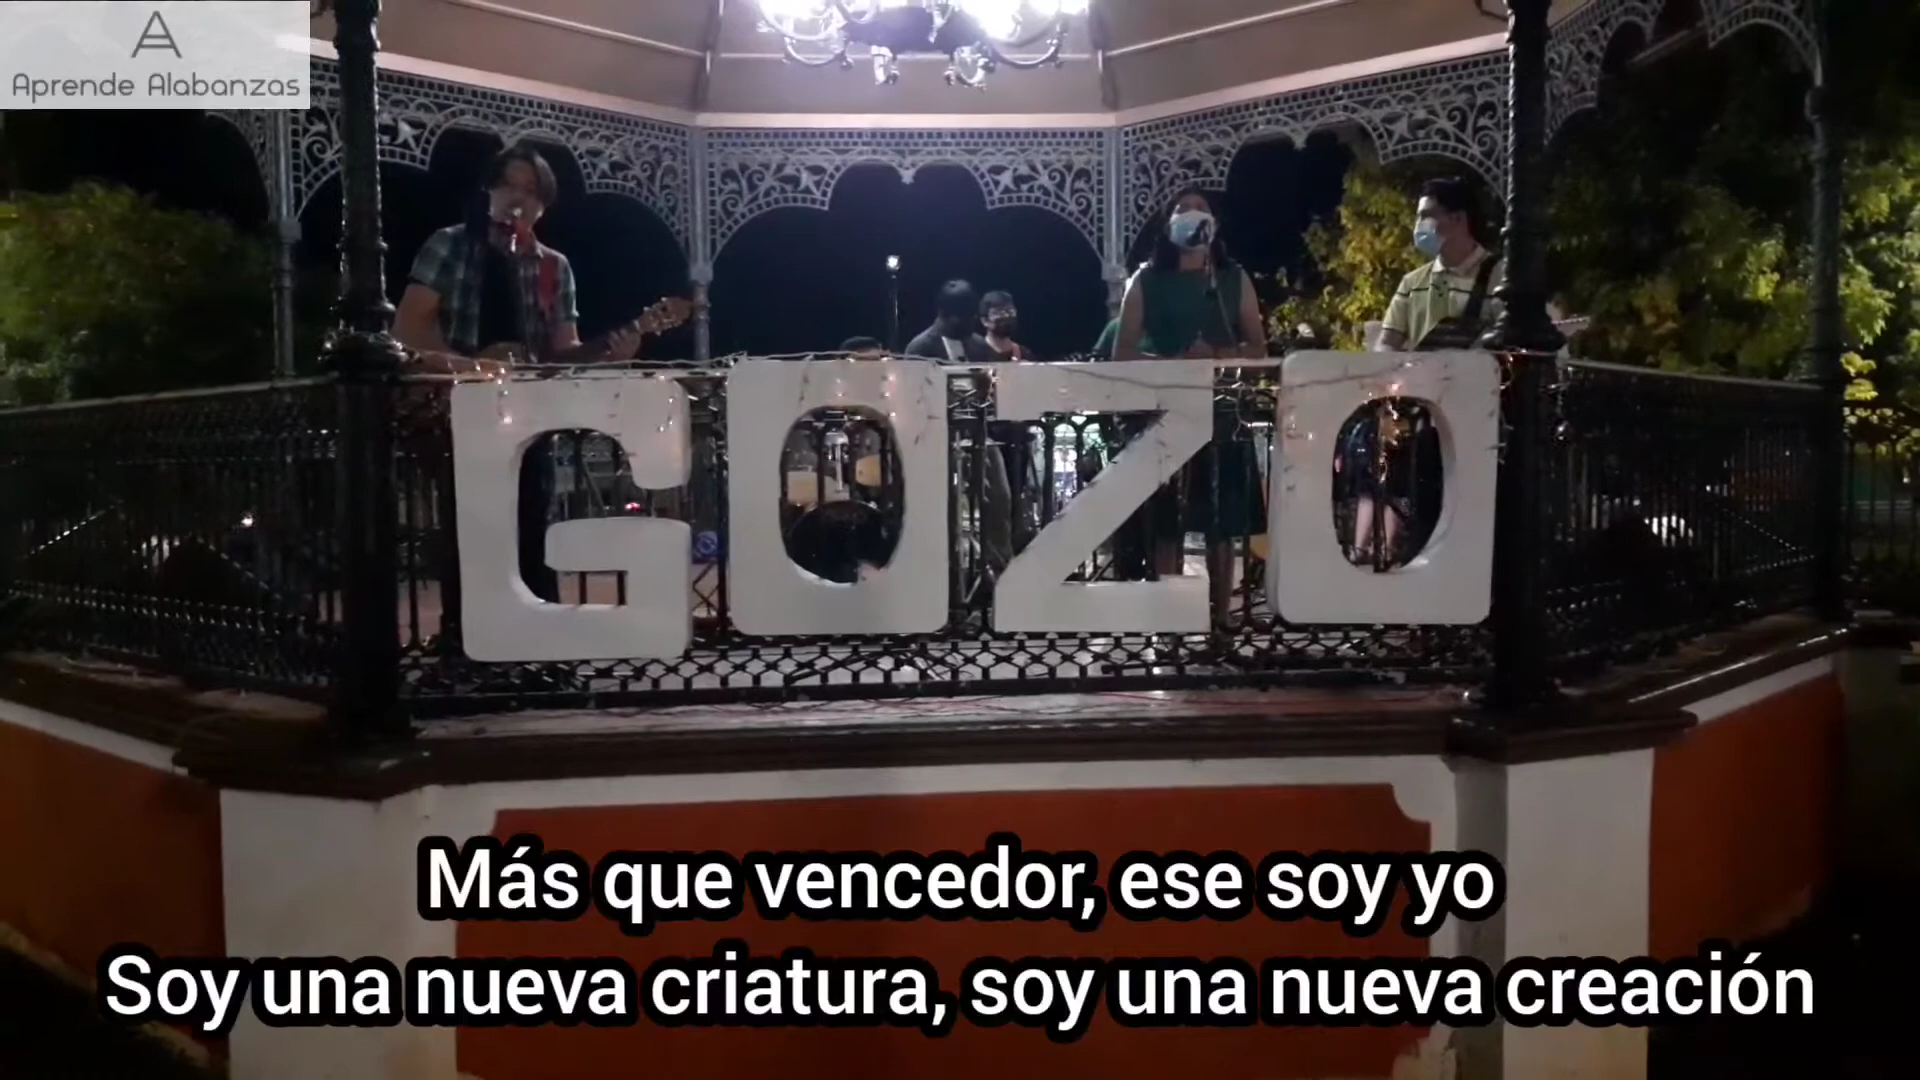 Aprende Alabanzas
GOZO
Más que vencedor, ese soy yo
Soy una nueva criatura, soy una nueva creación